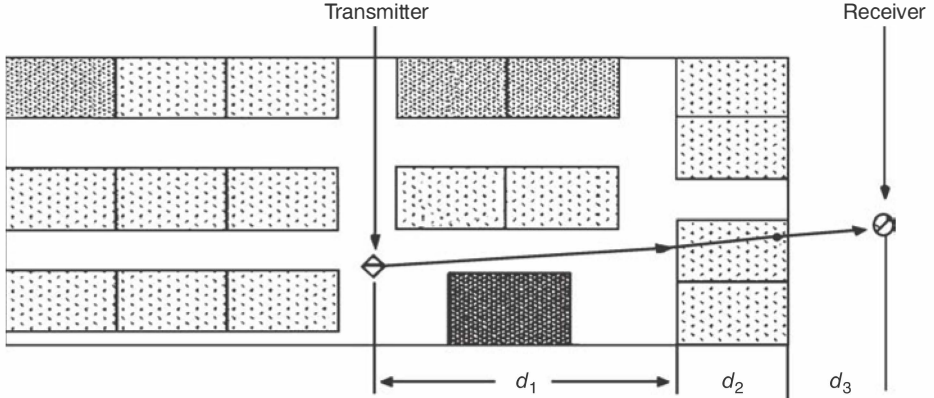 Transmitter
Receiver
d1
d2
d3